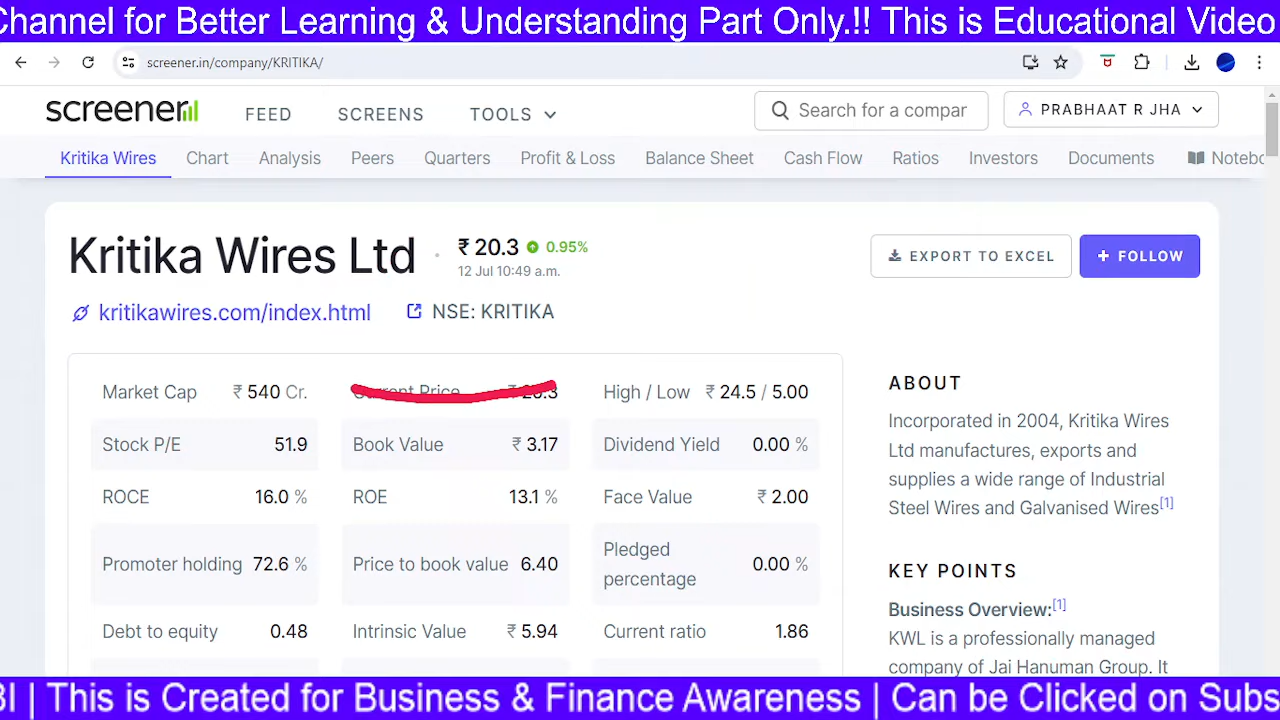 Channel for Better Learning & Understanding Part Only.!! This is Educational Video
screener.in/company/KRITIKA/
screener
FEED
SCREENS
TOOLS
Search for a compar
PRABHAAT R JHA
Kritika Wires
Chart
Analysis
Peers
Quarters
Profit & Loss
Balance Sheet
Cash Flow
Ratios
Investors
Documents
Notebo
Kritika Wires Ltd
₹ 20.3 0.95%
12 Jul 10:49 a.m.
EXPORT TO EXCEL
+ FOLLOW
kritikawires.com/index.html
NSE: KRITIKA
Market Cap ₹ 540 Cr.
Current Price ₹ 20.3
High / Low ₹ 24.5 / 5.00
Stock P/E 51.9
Book Value ₹ 3.17
Dividend Yield 0.00 %
ROCE 16.0 %
ROE 13.1 %
Face Value ₹ 2.00
Promoter holding 72.6 %
Price to book value 6.40
Pledged
percentage 0.00 %
Debt to equity 0.48
Intrinsic Value ₹ 5.94
Current ratio 1.86
ABOUT
Incorporated in 2004, Kritika Wires
Ltd manufactures, exports and
supplies a wide range of Industrial
Steel Wires and Galvanised Wires[1]
KEY POINTS
Business Overview:[1]
KWL is a professionally managed
company of Jai Hanuman Group. It
BI | This is Created for Business & Finance Awareness | Can be Clicked on Subs